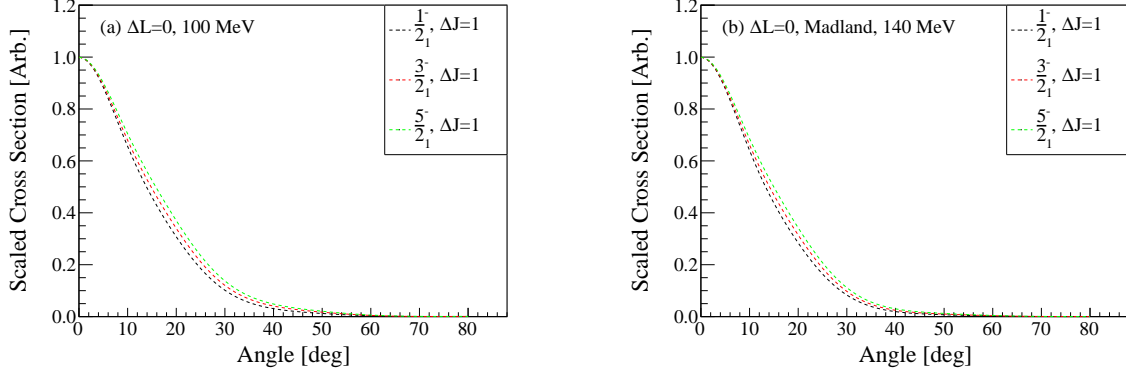 (a) ΔL=0, 100 MeV
1/2⁻₁, ΔJ=1
3/2⁻₁, ΔJ=1
5/2⁻₁, ΔJ=1
Scaled Cross Section [Arb.]
1.0
0.8
0.6
0.4
0.2
0.0
0 10 20 30 40 50 60 70 80
Angle [deg]
(b) ΔL=0, Madland, 140 MeV
1/2⁻₁, ΔJ=1
3/2⁻₁, ΔJ=1
5/2⁻₁, ΔJ=1
Scaled Cross Section [Arb.]
1.0
0.8
0.6
0.4
0.2
0.0
0 10 20 30 40 50 60 70 80
Angle [deg]